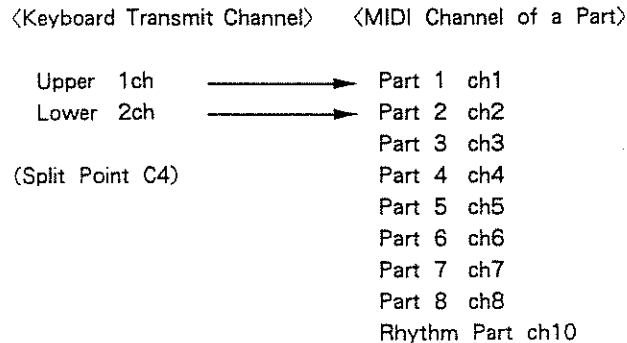 〈Keyboard Transmit Channel〉 〈MIDI Channel of a Part〉
Upper 1ch Part 1 ch1
Lower 2ch Part 2 ch2
Part 3 ch3
(Split Point C4) Part 4 ch4
Part 5 ch5
Part 6 ch6
Part 7 ch7
Part 8 ch8
Rhythm Part ch10